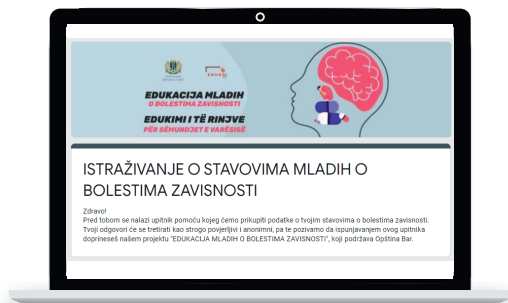 EDUKACIJA MLADIH
O BOLESTIMA ZAVISNOSTI
EDUKIMI I TË RINJVE
PËR SËMUNDJET E VARËSISË
ISTRAŽIVANJE O STAVOVIMA MLADIH O
BOLESTIMA ZAVISNOSTI
Zdravo!
Pred tobom se nalazi upitnik pomoću kojeg ćemo prikupiti podatke o tvojim stavovima o bolestima zavisnosti.
Tvoji odgovori će se tretirati kao strogo povjerljivi i anonimni, pa te pozivamo da ispunjavanjem ovog upitnika
doprineseš našem projektu "EDUKACIJA MLADIH O BOLESTIMA ZAVISNOSTI", koji podržava Opština Bar.